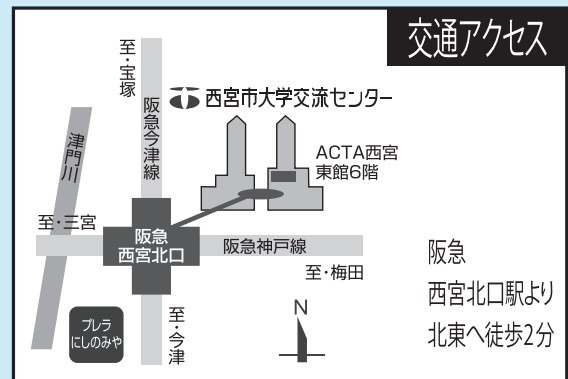 交通アクセス
至・宝塚
西宮市大学交流センター
阪急今津線
津門川
ACTA西宮
東館6階
至・三宮
阪急
西宮北口
阪急神戸線
至・梅田
阪急
西宮北口駅より
北東へ徒歩2分
プレラ
にしのみや
至・今津
N